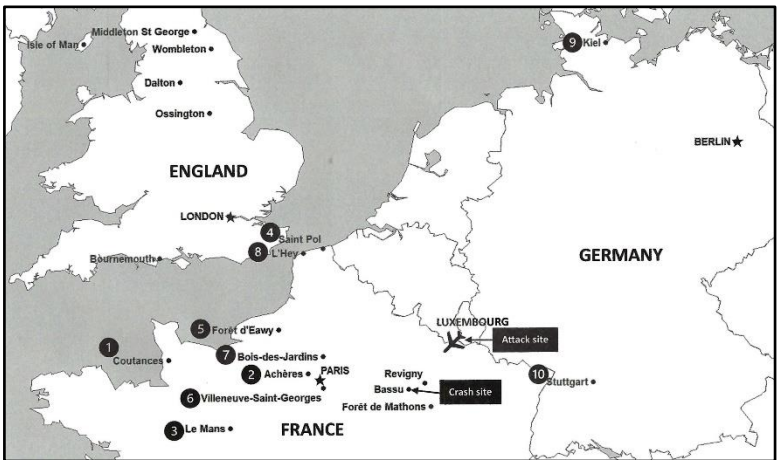 Middleton St George
Isle of Man
Wombleton
Dalton
Ossington
ENGLAND
LONDON
Bournemouth
9 Kiel
BERLIN
GERMANY
4 Saint Pol
8 L'Hey
5 Forêt d'Eawy
1
Coutances
7 Bois-des-Jardins
2 Achères
PARIS
6 Villeneuve-Saint-Georges
3 Le Mans
FRANCE
LUXEMBOURG
Attack site
Revigny
Bassu
Crash site
Forêt de Mathons
10 Stuttgart